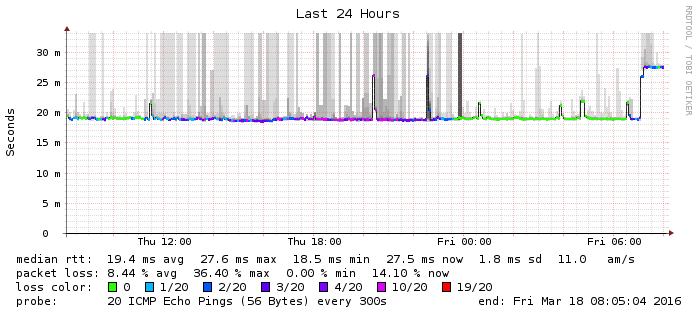 Last 24 Hours
RRDTOOL / TOBI OETIKER
Seconds
30 m
25 m
20 m
15 m
10 m
5 m
0
Thu 12:00 Thu 18:00 Fri 00:00 Fri 06:00
median rtt: 19.4 ms avg 27.6 ms max 18.5 ms min 27.5 ms now 1.8 ms sd 11.0 am/s
packet loss: 8.44 % avg 36.40 % max 0.00 % min 14.10 % now
loss color: 0 1/20 2/20 3/20 4/20 10/20 19/20
probe: 20 ICMP Echo Pings (56 Bytes) every 300s end: Fri Mar 18 08:05:04 2016